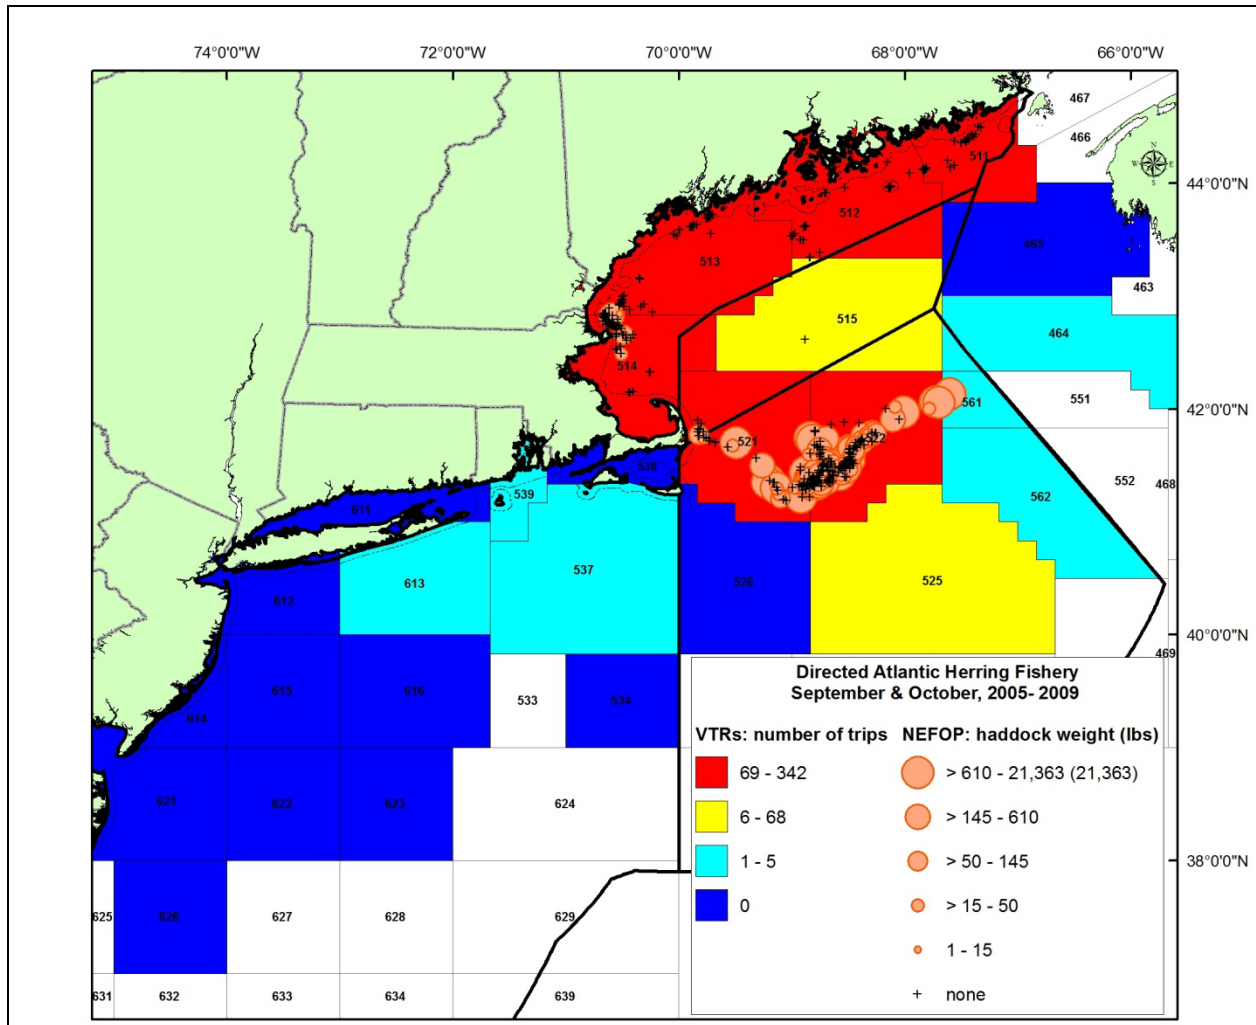 74°0'0"W 72°0'0"W 70°0'0"W 68°0'0"W 66°0'0"W
467
466
N
W E
S
511
44°0'0"N
512
465
513
463
515
464
514
551
42°0'0"N
561
521
522
538
552
468
539
562
611
537
613
526
525
612
40°0'0"N
469
615
616
533
534
614
621
622
623
624
38°0'0"N
625
626
627
628
629
631
632
633
634
639
Directed Atlantic Herring Fishery
September & October, 2005- 2009
VTRs: number of trips NEFOP: haddock weight (lbs)
69 - 342 > 610 - 21,363 (21,363)
6 - 68 > 145 - 610
1 - 5 > 50 - 145
0 > 15 - 50
1 - 15
none